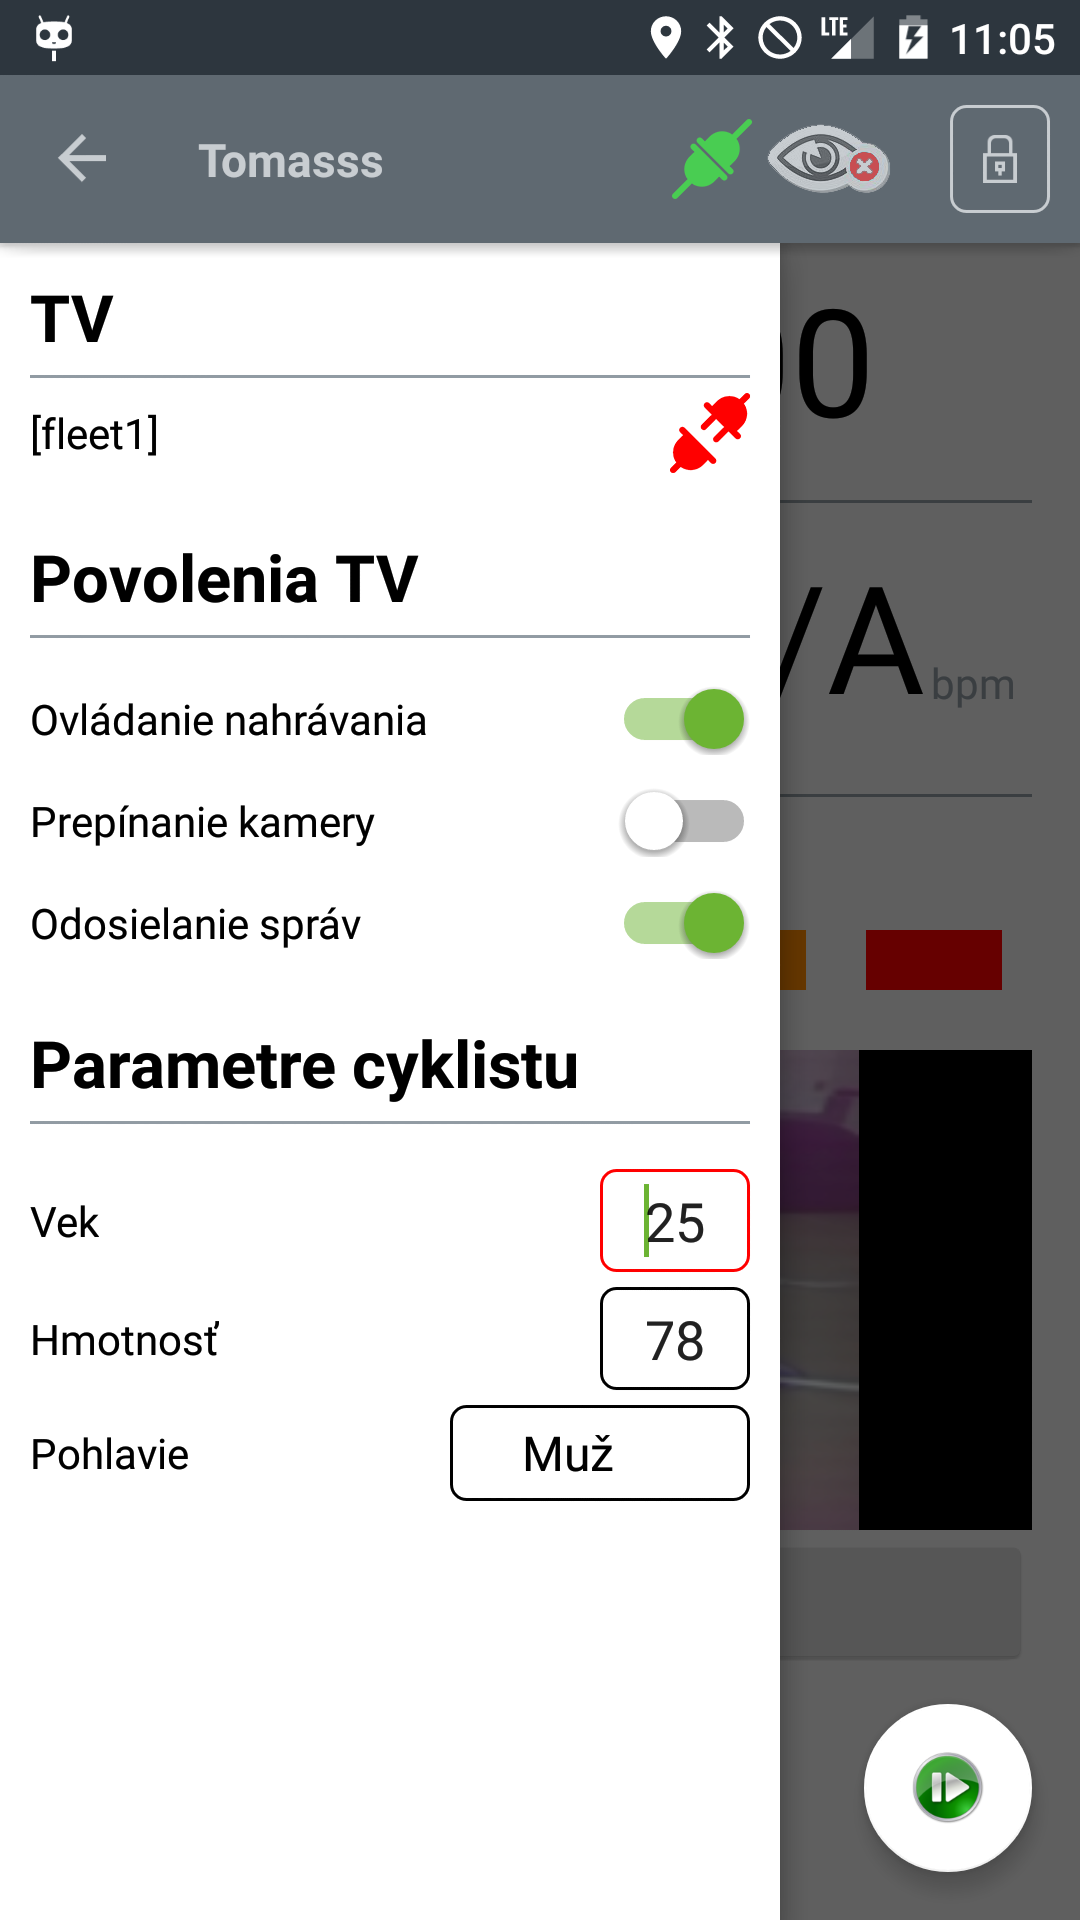 LTE 11:05
Tomasss
TV
0
[fleet1]
Povolenia TV
/A bpm
Ovládanie nahrávania
Prepínanie kamery
Odosielanie správ
Parametre cyklistu
Vek 25
Hmotnosť 78
Pohlavie Muž